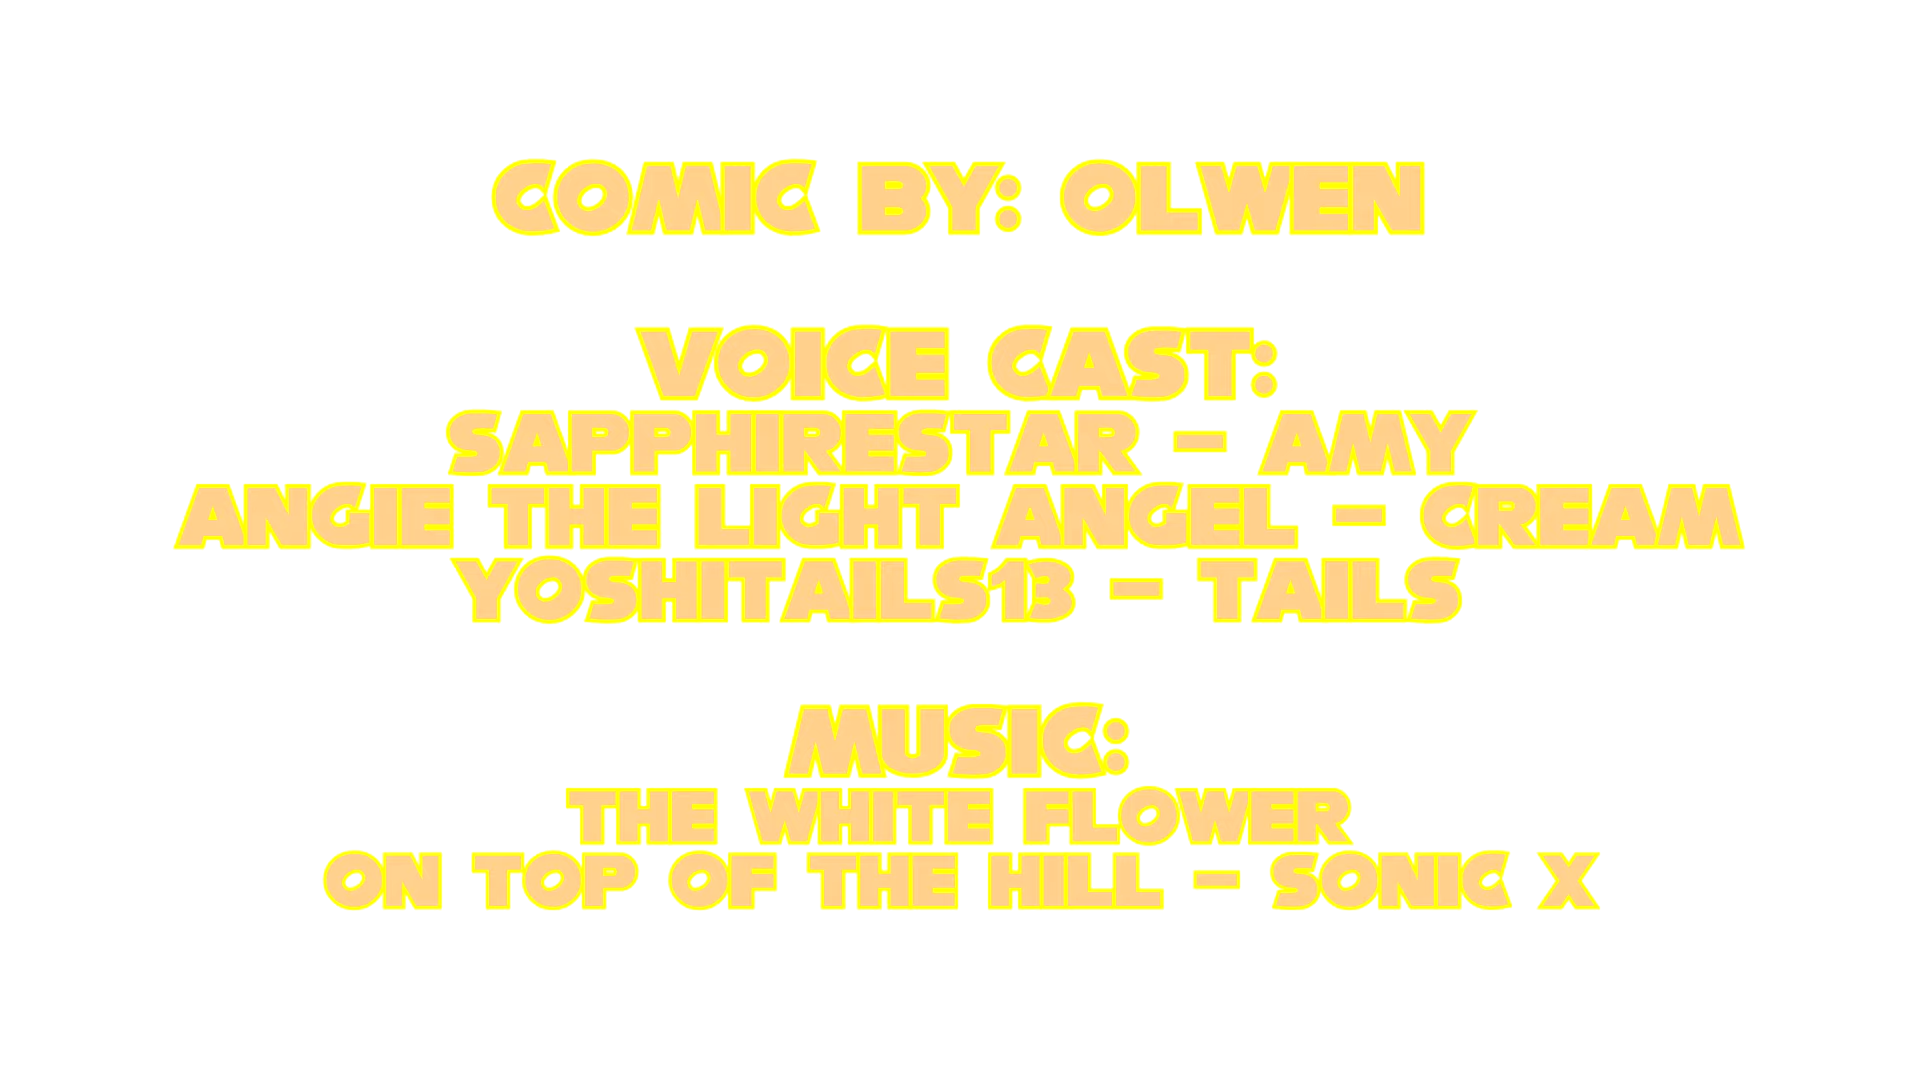 COMIC BY: OLWEN
VOICE CAST:
SAPPHIRESTAR - AMY
ANGIE THE LIGHT ANGEL - CREAM
YOSHITAILS13 - TAILS
MUSIC:
THE WHITE FLOWER
ON TOP OF THE HILL - SONIC X